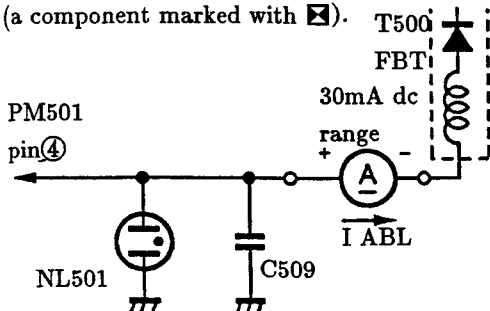 (a component marked with ⧓).
T500
FBT
30mA dc
range
+ -
A
I ABL
PM501
pin④
NL501
C509